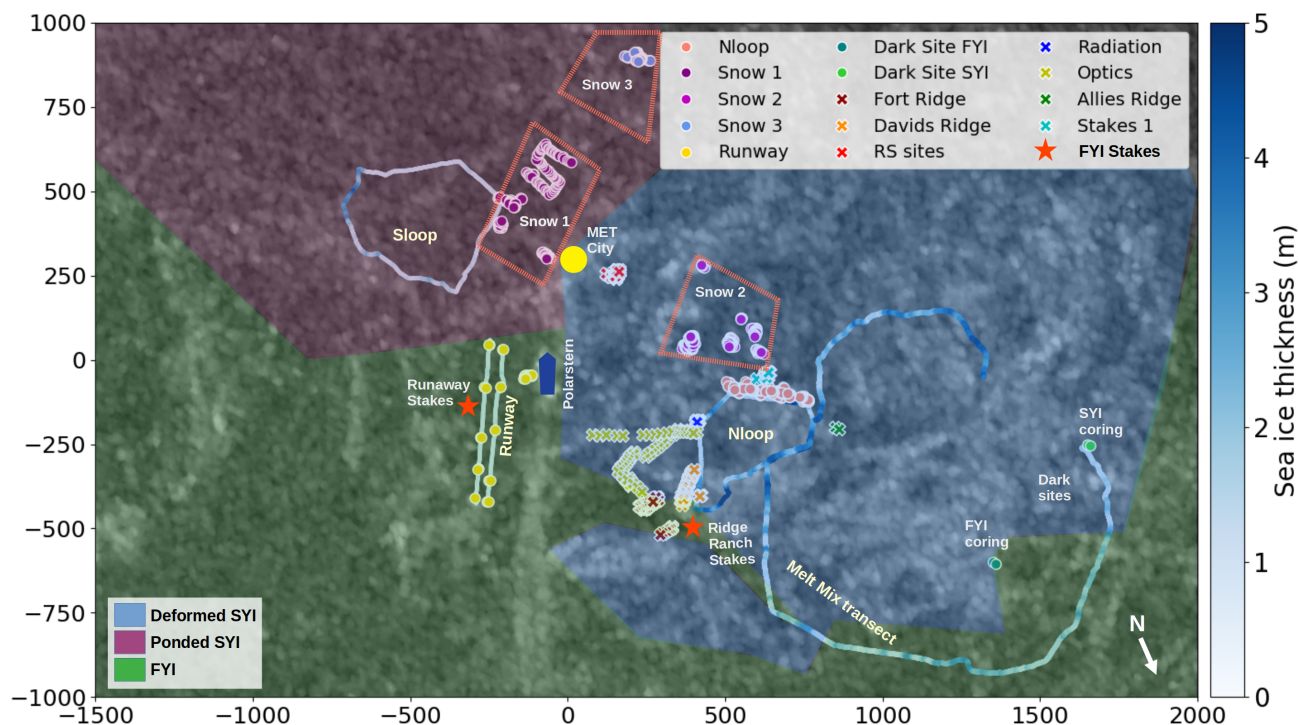 1000
750
500
250
0
−250
−500
−750
−1000
−1500
−1000
−500
0
500
1000
1500
2000
Nloop
Snow 1
Snow 2
Snow 3
Runway
Dark Site FYI
Dark Site SYI
Fort Ridge
Davids Ridge
RS sites
Radiation
Optics
Allies Ridge
Stakes 1
FYI Stakes
Snow 3
Snow 1
Sloop
MET
City
Snow 2
Polarstern
Runaway
Stakes
Runway
Nloop
SYI
coring
Dark
sites
FYI
coring
Ridge
Ranch
Stakes
Melt Mix transect
N
Deformed SYI
Ponded SYI
FYI
5
4
3
2
1
0
Sea ice thickness (m)